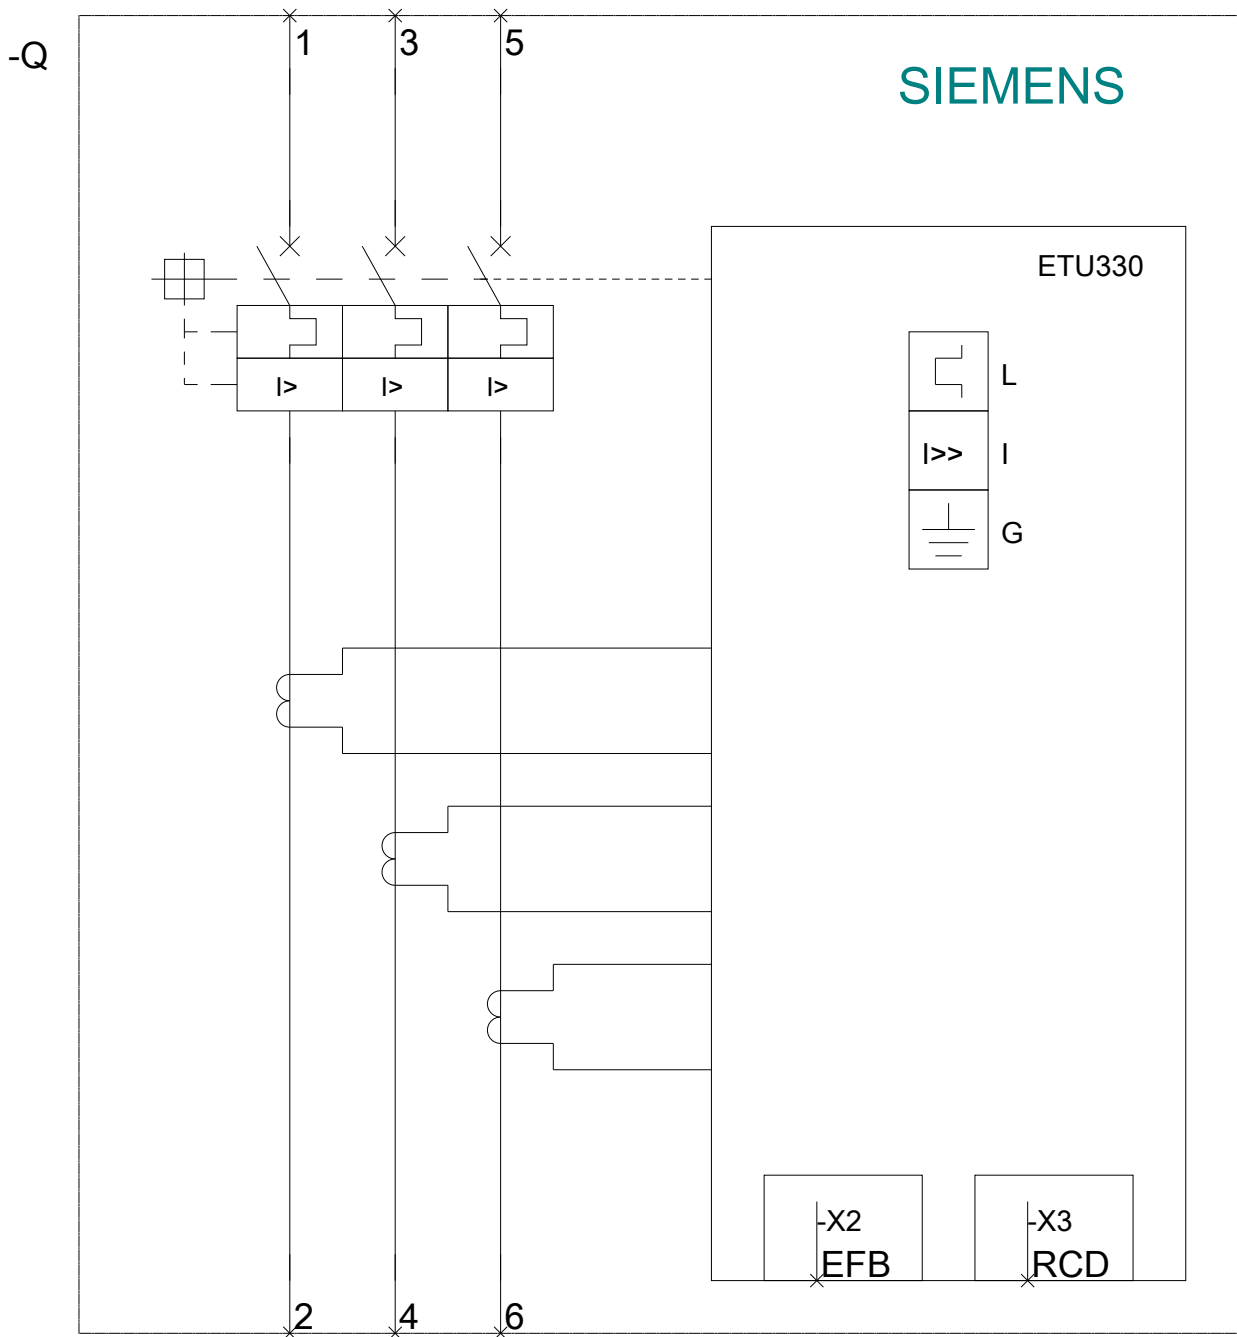 1 3 5
-Q
SIEMENS
ETU330
L
I> I> I>
I>> I
G
-X2 -X3
EFB RCD
2 4 6